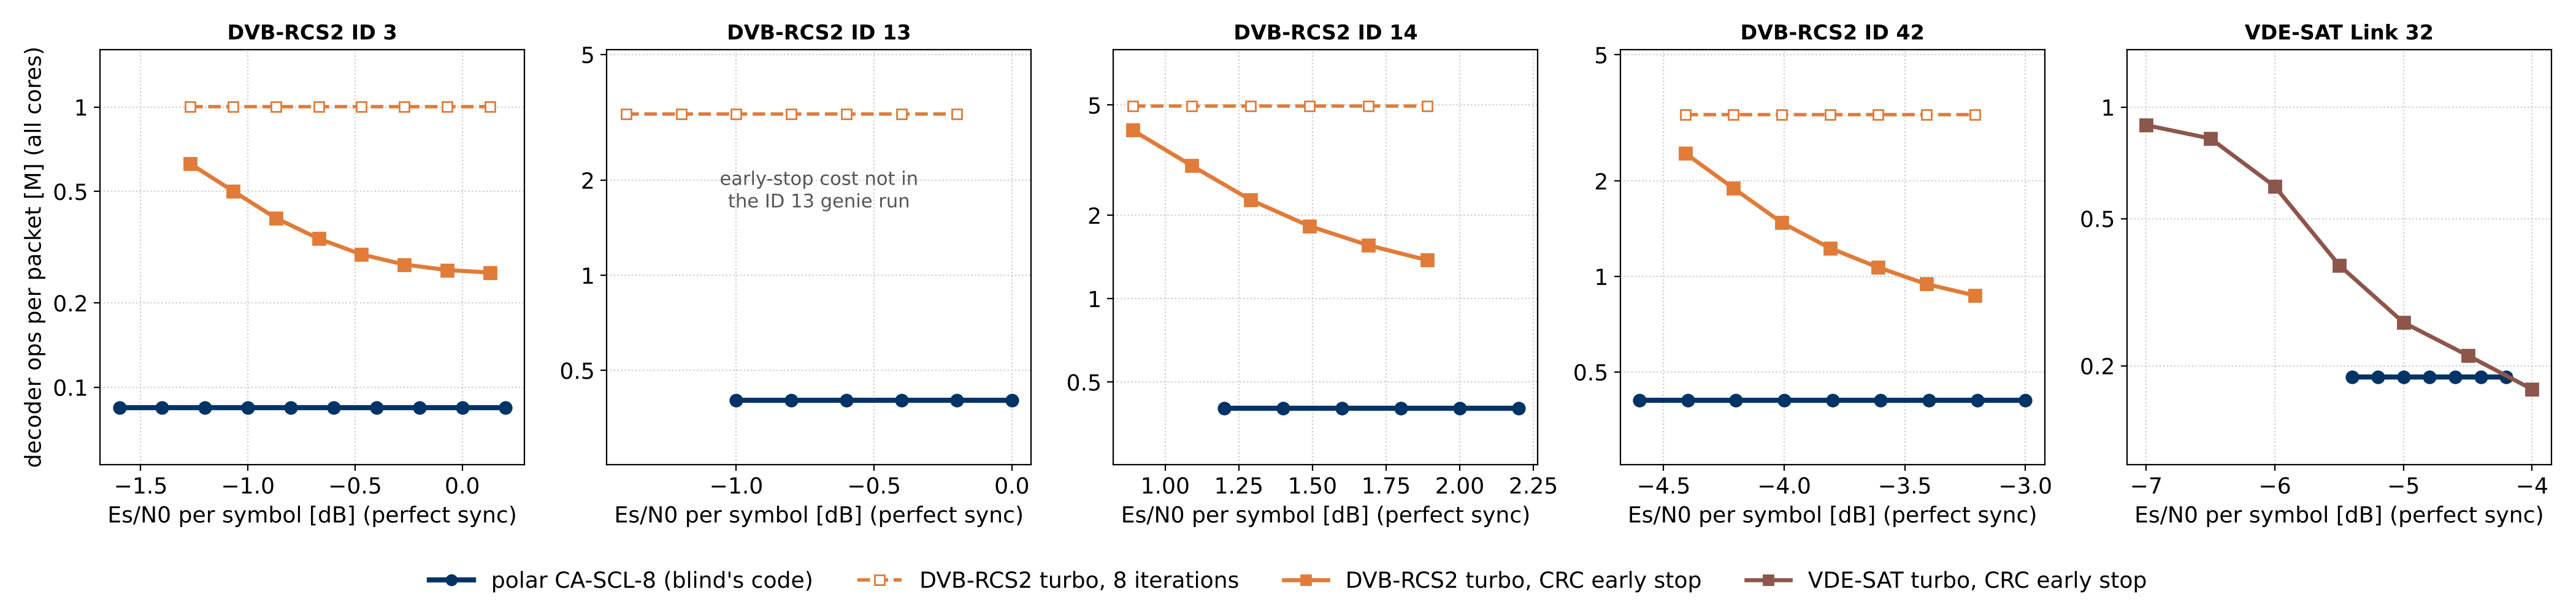 DVB-RCS2 ID 3
DVB-RCS2 ID 13
DVB-RCS2 ID 14
DVB-RCS2 ID 42
VDE-SAT Link 32
decoder ops per packet [M] (all cores)
1
0.5
0.2
0.1
−1.5
−1.0
−0.5
0.0
Es/N0 per symbol [dB] (perfect sync)
5
2
1
0.5
early-stop cost not in
the ID 13 genie run
−1.0
−0.5
0.0
Es/N0 per symbol [dB] (perfect sync)
5
2
1
0.5
1.00
1.25
1.50
1.75
2.00
2.25
Es/N0 per symbol [dB] (perfect sync)
5
2
1
0.5
−4.5
−4.0
−3.5
−3.0
Es/N0 per symbol [dB] (perfect sync)
1
0.5
0.2
−7
−6
−5
−4
Es/N0 per symbol [dB] (perfect sync)
polar CA-SCL-8 (blind's code)
DVB-RCS2 turbo, 8 iterations
DVB-RCS2 turbo, CRC early stop
VDE-SAT turbo, CRC early stop